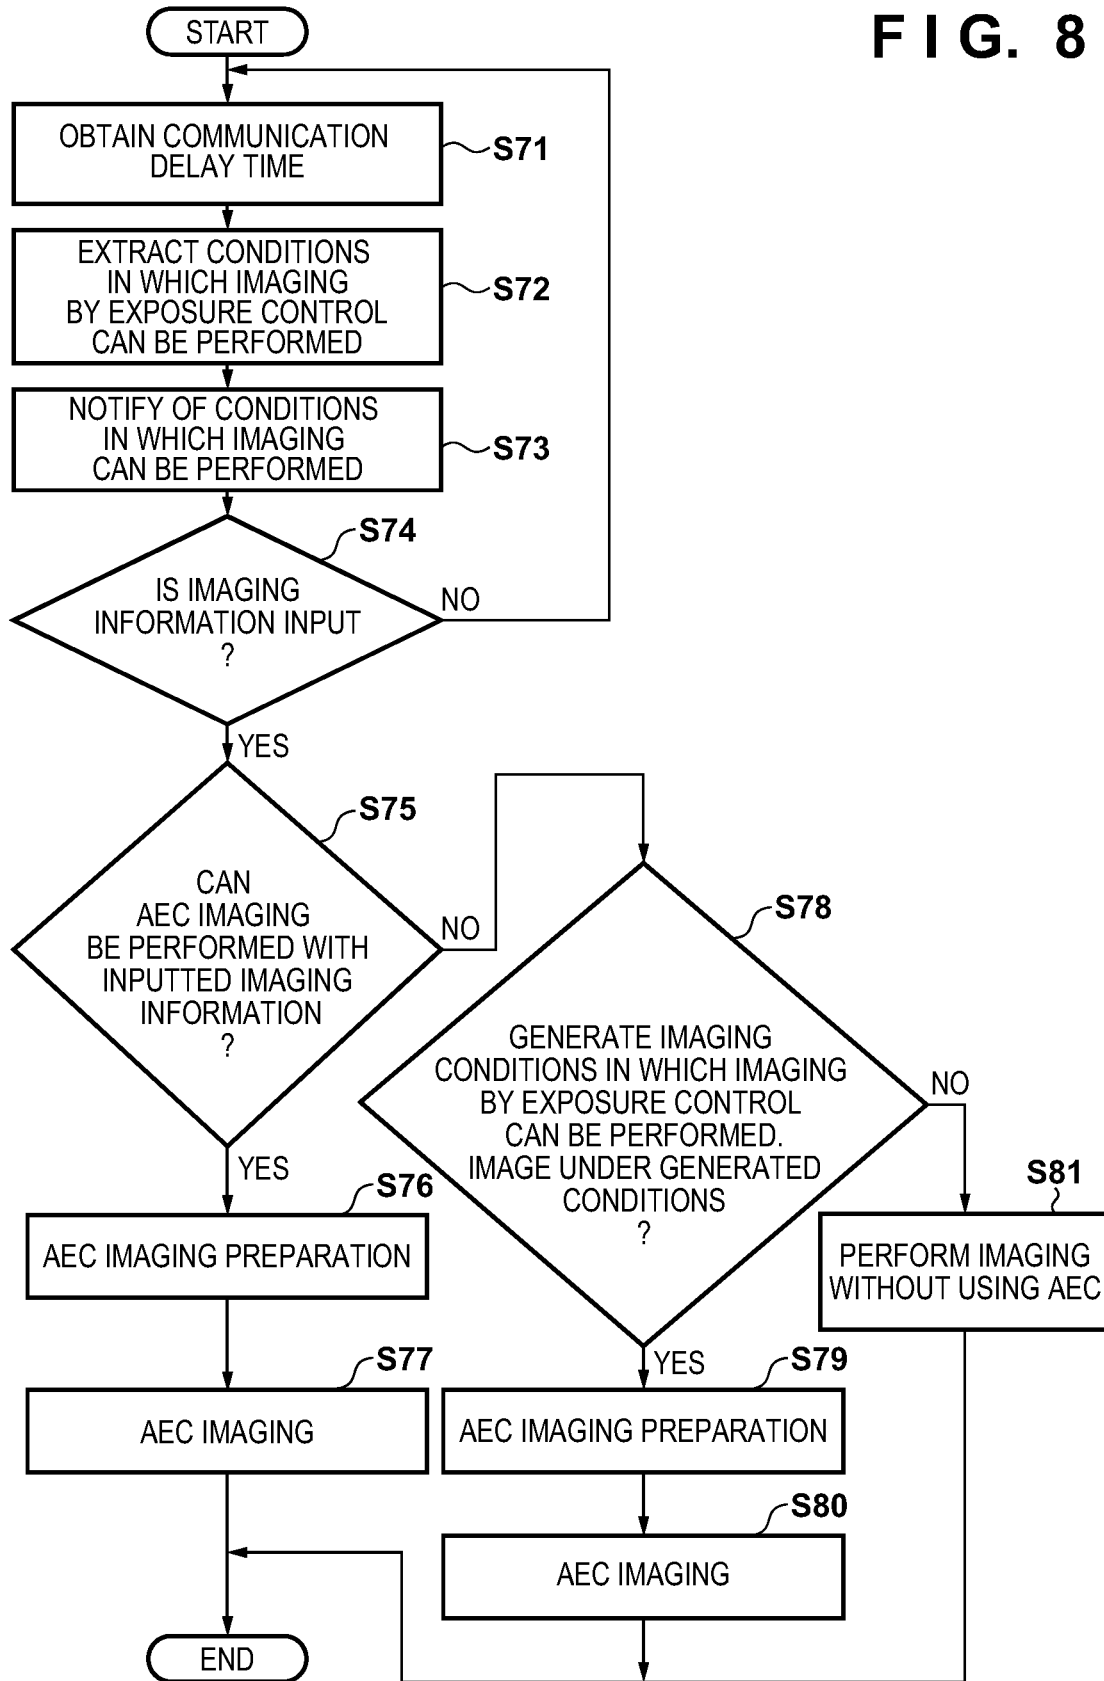 FIG. 8
START
OBTAIN COMMUNICATION
DELAY TIME
S71
EXTRACT CONDITIONS
IN WHICH IMAGING
BY EXPOSURE CONTROL
CAN BE PERFORMED
S72
NOTIFY OF CONDITIONS
IN WHICH IMAGING
CAN BE PERFORMED
S73
S74
IS IMAGING
INFORMATION INPUT
?
NO
YES
S75
CAN
AEC IMAGING
BE PERFORMED WITH
INPUTTED IMAGING
INFORMATION
?
NO
YES
S78
GENERATE IMAGING
CONDITIONS IN WHICH IMAGING
BY EXPOSURE CONTROL
CAN BE PERFORMED.
IMAGE UNDER GENERATED
CONDITIONS
?
NO
YES
S76
AEC IMAGING PREPARATION
S81
PERFORM IMAGING
WITHOUT USING AEC
S77
AEC IMAGING
S79
AEC IMAGING PREPARATION
S80
AEC IMAGING
END